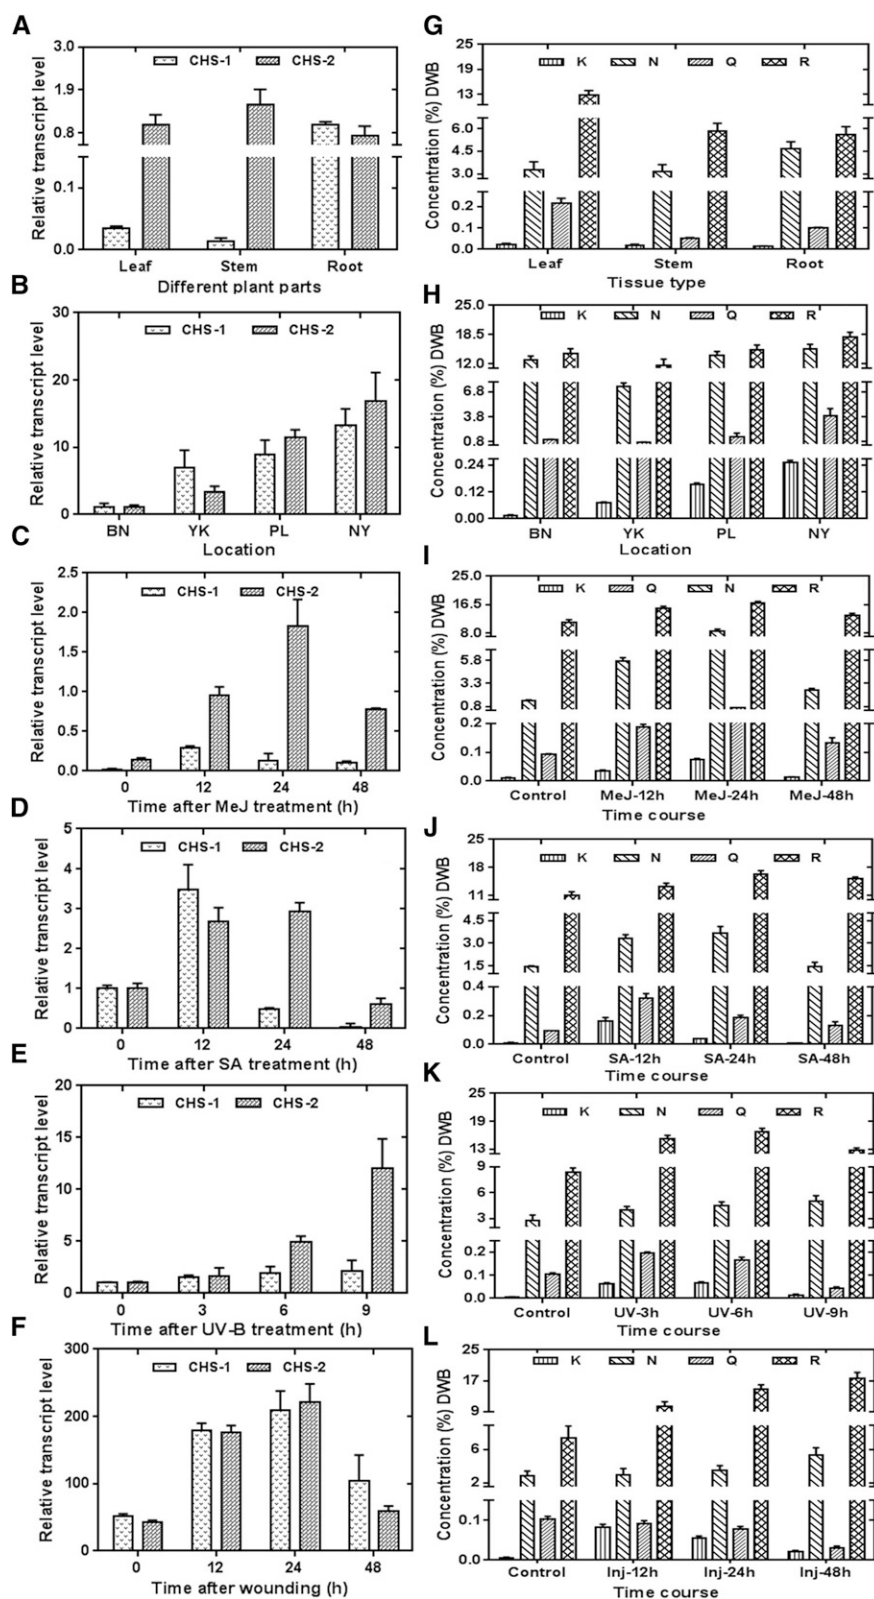 A
3.0
CHS-1 CHS-2
1.9
0.8
0.1
0.0
Relative transcript level
Leaf Stem Root
Different plant parts
B
30
CHS-1 CHS-2
20
10
0
Relative transcript level
BN YK PL NY
Location
C
2.5
CHS-1 CHS-2
2.0
1.5
1.0
0.5
0.0
Relative transcript level
0 12 24 48
Time after MeJ treatment (h)
D
5
CHS-1 CHS-2
4
3
2
1
0
Relative transcript level
0 12 24 48
Time after SA treatment (h)
E
20
CHS-1 CHS-2
15
10
5
0
Relative transcript level
0 3 6 9
Time after UV-B treatment (h)
F
300
CHS-1 CHS-2
200
100
0
Relative transcript level
0 12 24 48
Time after wounding (h)
G
25
K N Q R
19
13
6.0
4.5
3.0
0.2
0.1
0.0
Concentration (%) DWB
Leaf Stem Root
Tissue type
H
25.0
K N Q R
18.5
12.0
6.8
3.8
0.8
0.24
0.12
0.00
Concentration (%) DWB
BN YK PL NY
Location
I
25.0
K Q N R
16.5
8.0
5.8
3.3
0.8
0.2
0.1
0.0
Concentration (%) DWB
Control MeJ-12h MeJ-24h MeJ-48h
Time course
J
25
K N Q R
18
11
4.5
3.0
1.5
0.4
0.2
0.0
Concentration (%) DWB
Control SA-12h SA-24h SA-48h
Time course
K
25
K N Q R
19
13
9
6
3
0.2
0.1
0.0
Concentration (%) DWB
Control UV-3h UV-6h UV-9h
Time course
L
25
K N Q R
17
9
6
2
0.1
0.0
Concentration (%) DWB
Control Inj-12h Inj-24h Inj-48h
Time course